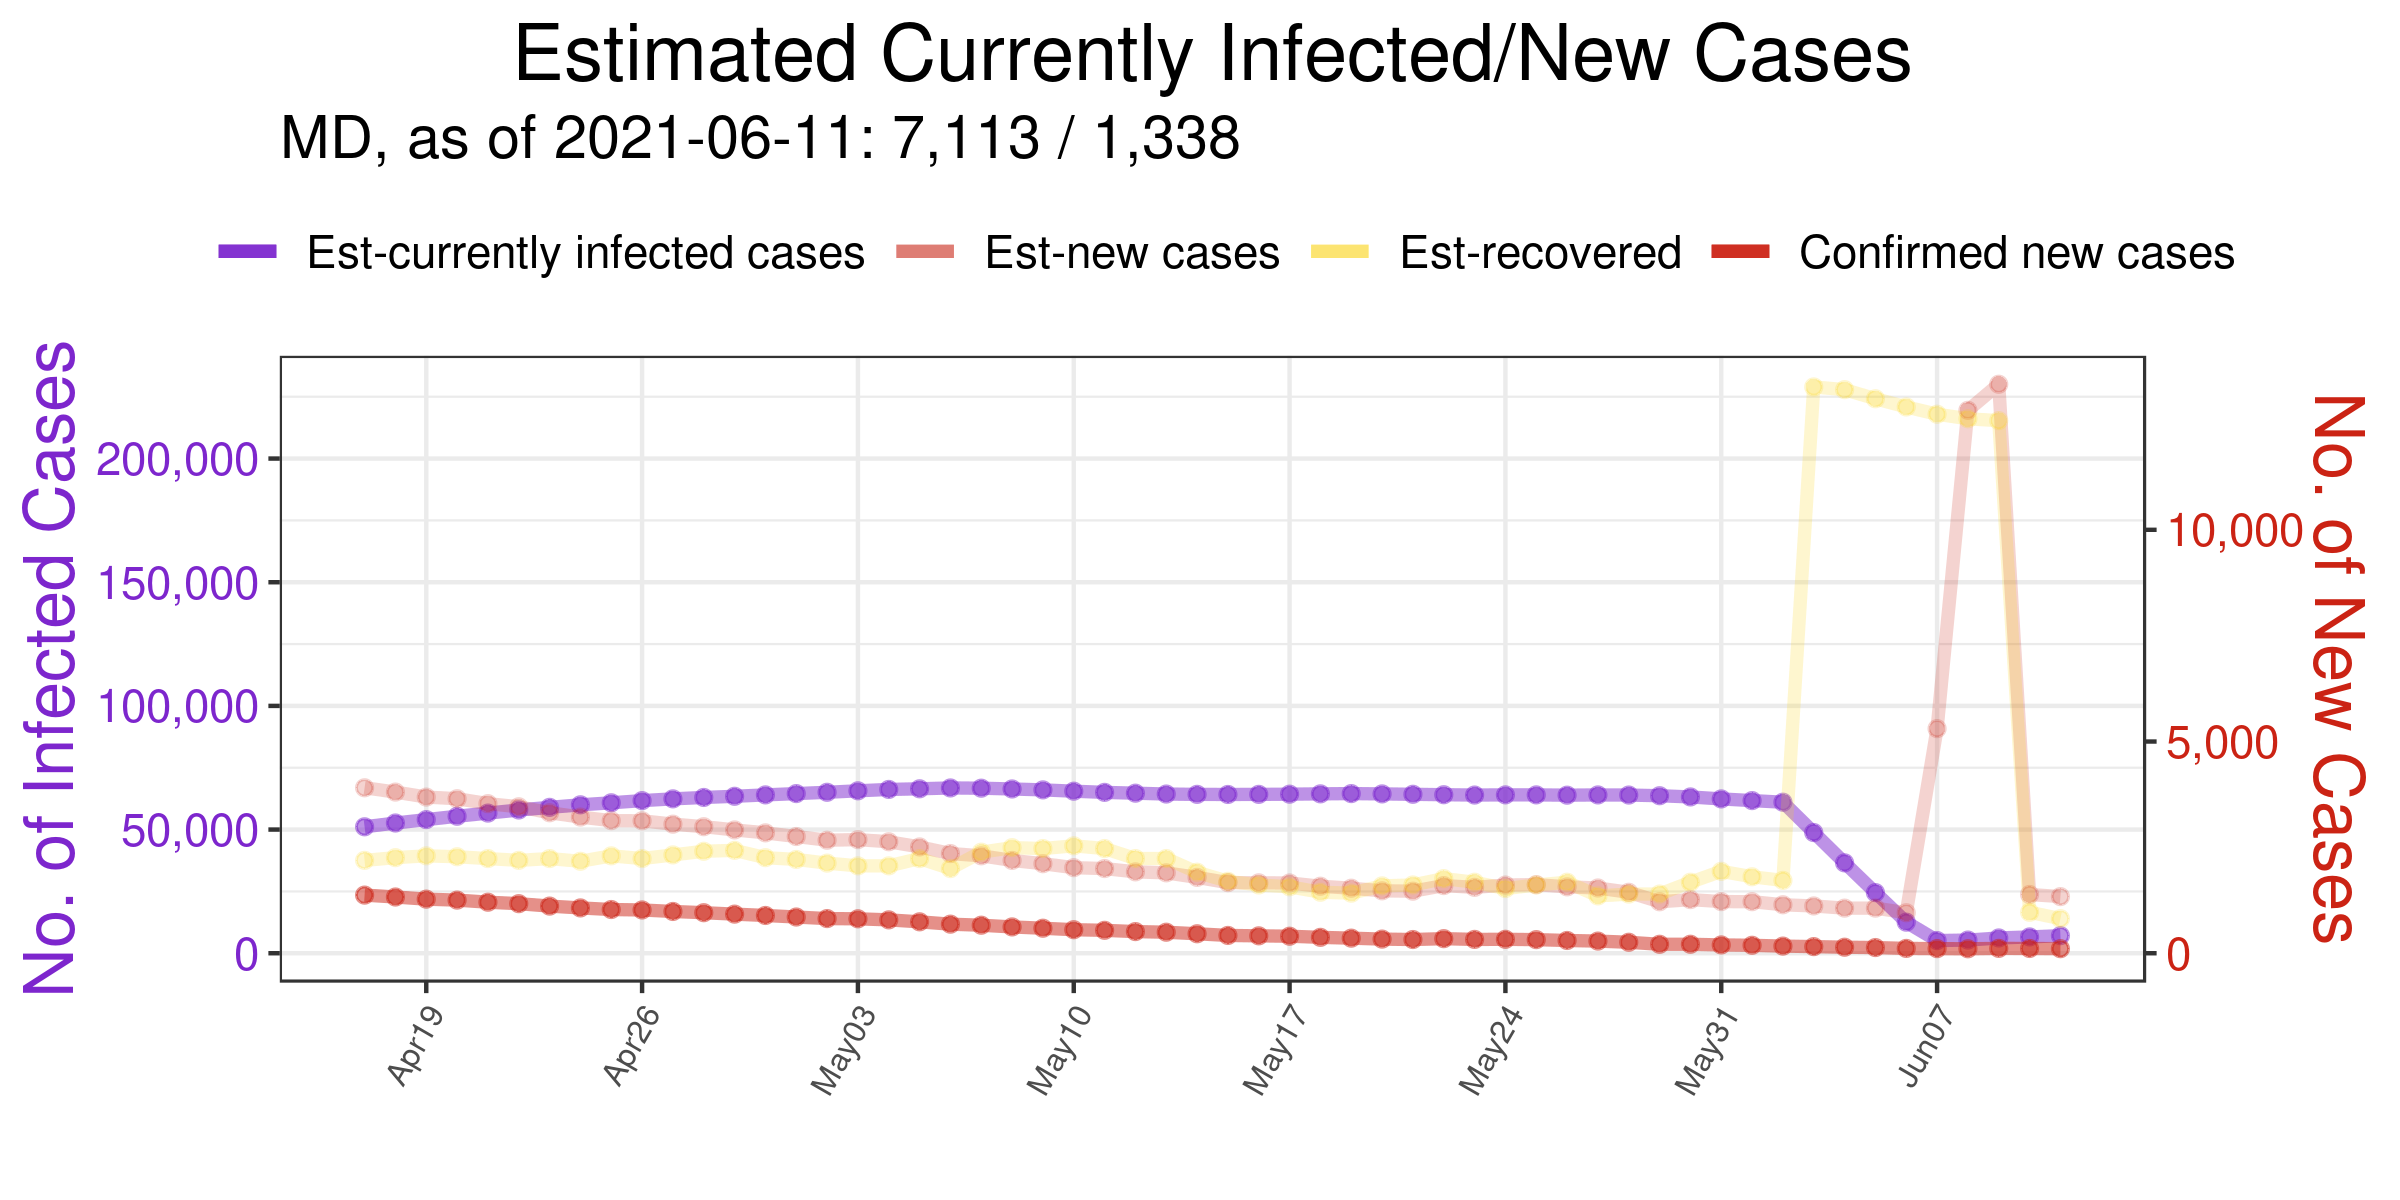 Estimated Currently Infected/New Cases
MD, as of 2021-06-11: 7,113 / 1,338
Est-currently infected cases Est-new cases Est-recovered Confirmed new cases
No. of Infected Cases
200,000
150,000
100,000
50,000
0
10,000
5,000
0
No. of New Cases
Apr19 Apr26 May03 May10 May17 May24 May31 Jun07